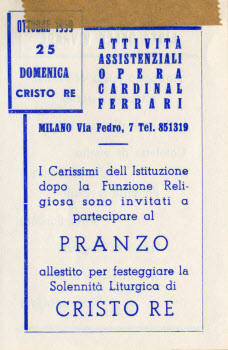 OTTOBRE 1959
25
DOMENICA
CRISTO RE
ATTIVITÀ
ASSISTENZIALI
OPERA
CARDINAL
FERRARI
MILANO Via Fedro, 7 Tel. 851319
I Carissimi dell Istituzione
dopo la Funzione Reli-
giosa sono invitati a
partecipare al
PRANZO
allestito per festeggiare la
Solennità Liturgica di
CRISTO RE